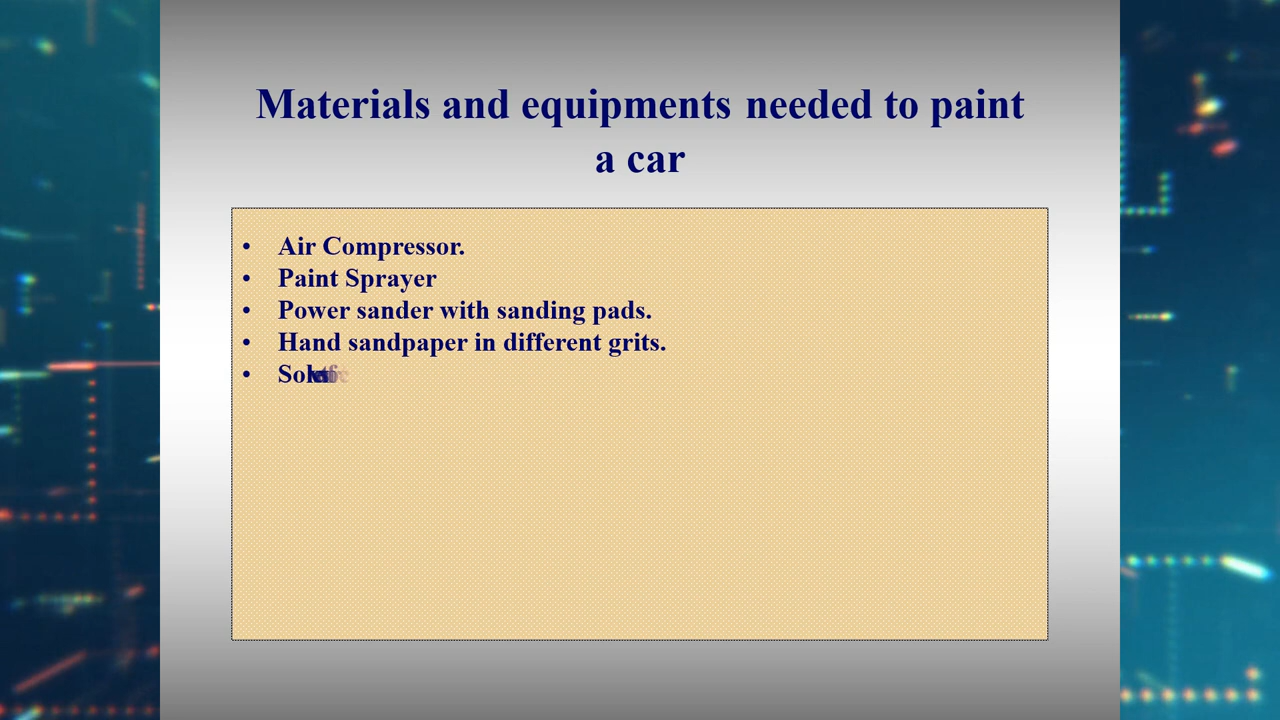 Materials and equipments needed to paint
a car
• Air Compressor.
• Paint Sprayer
• Power sander with sanding pads.
• Hand sandpaper in different grits.
•